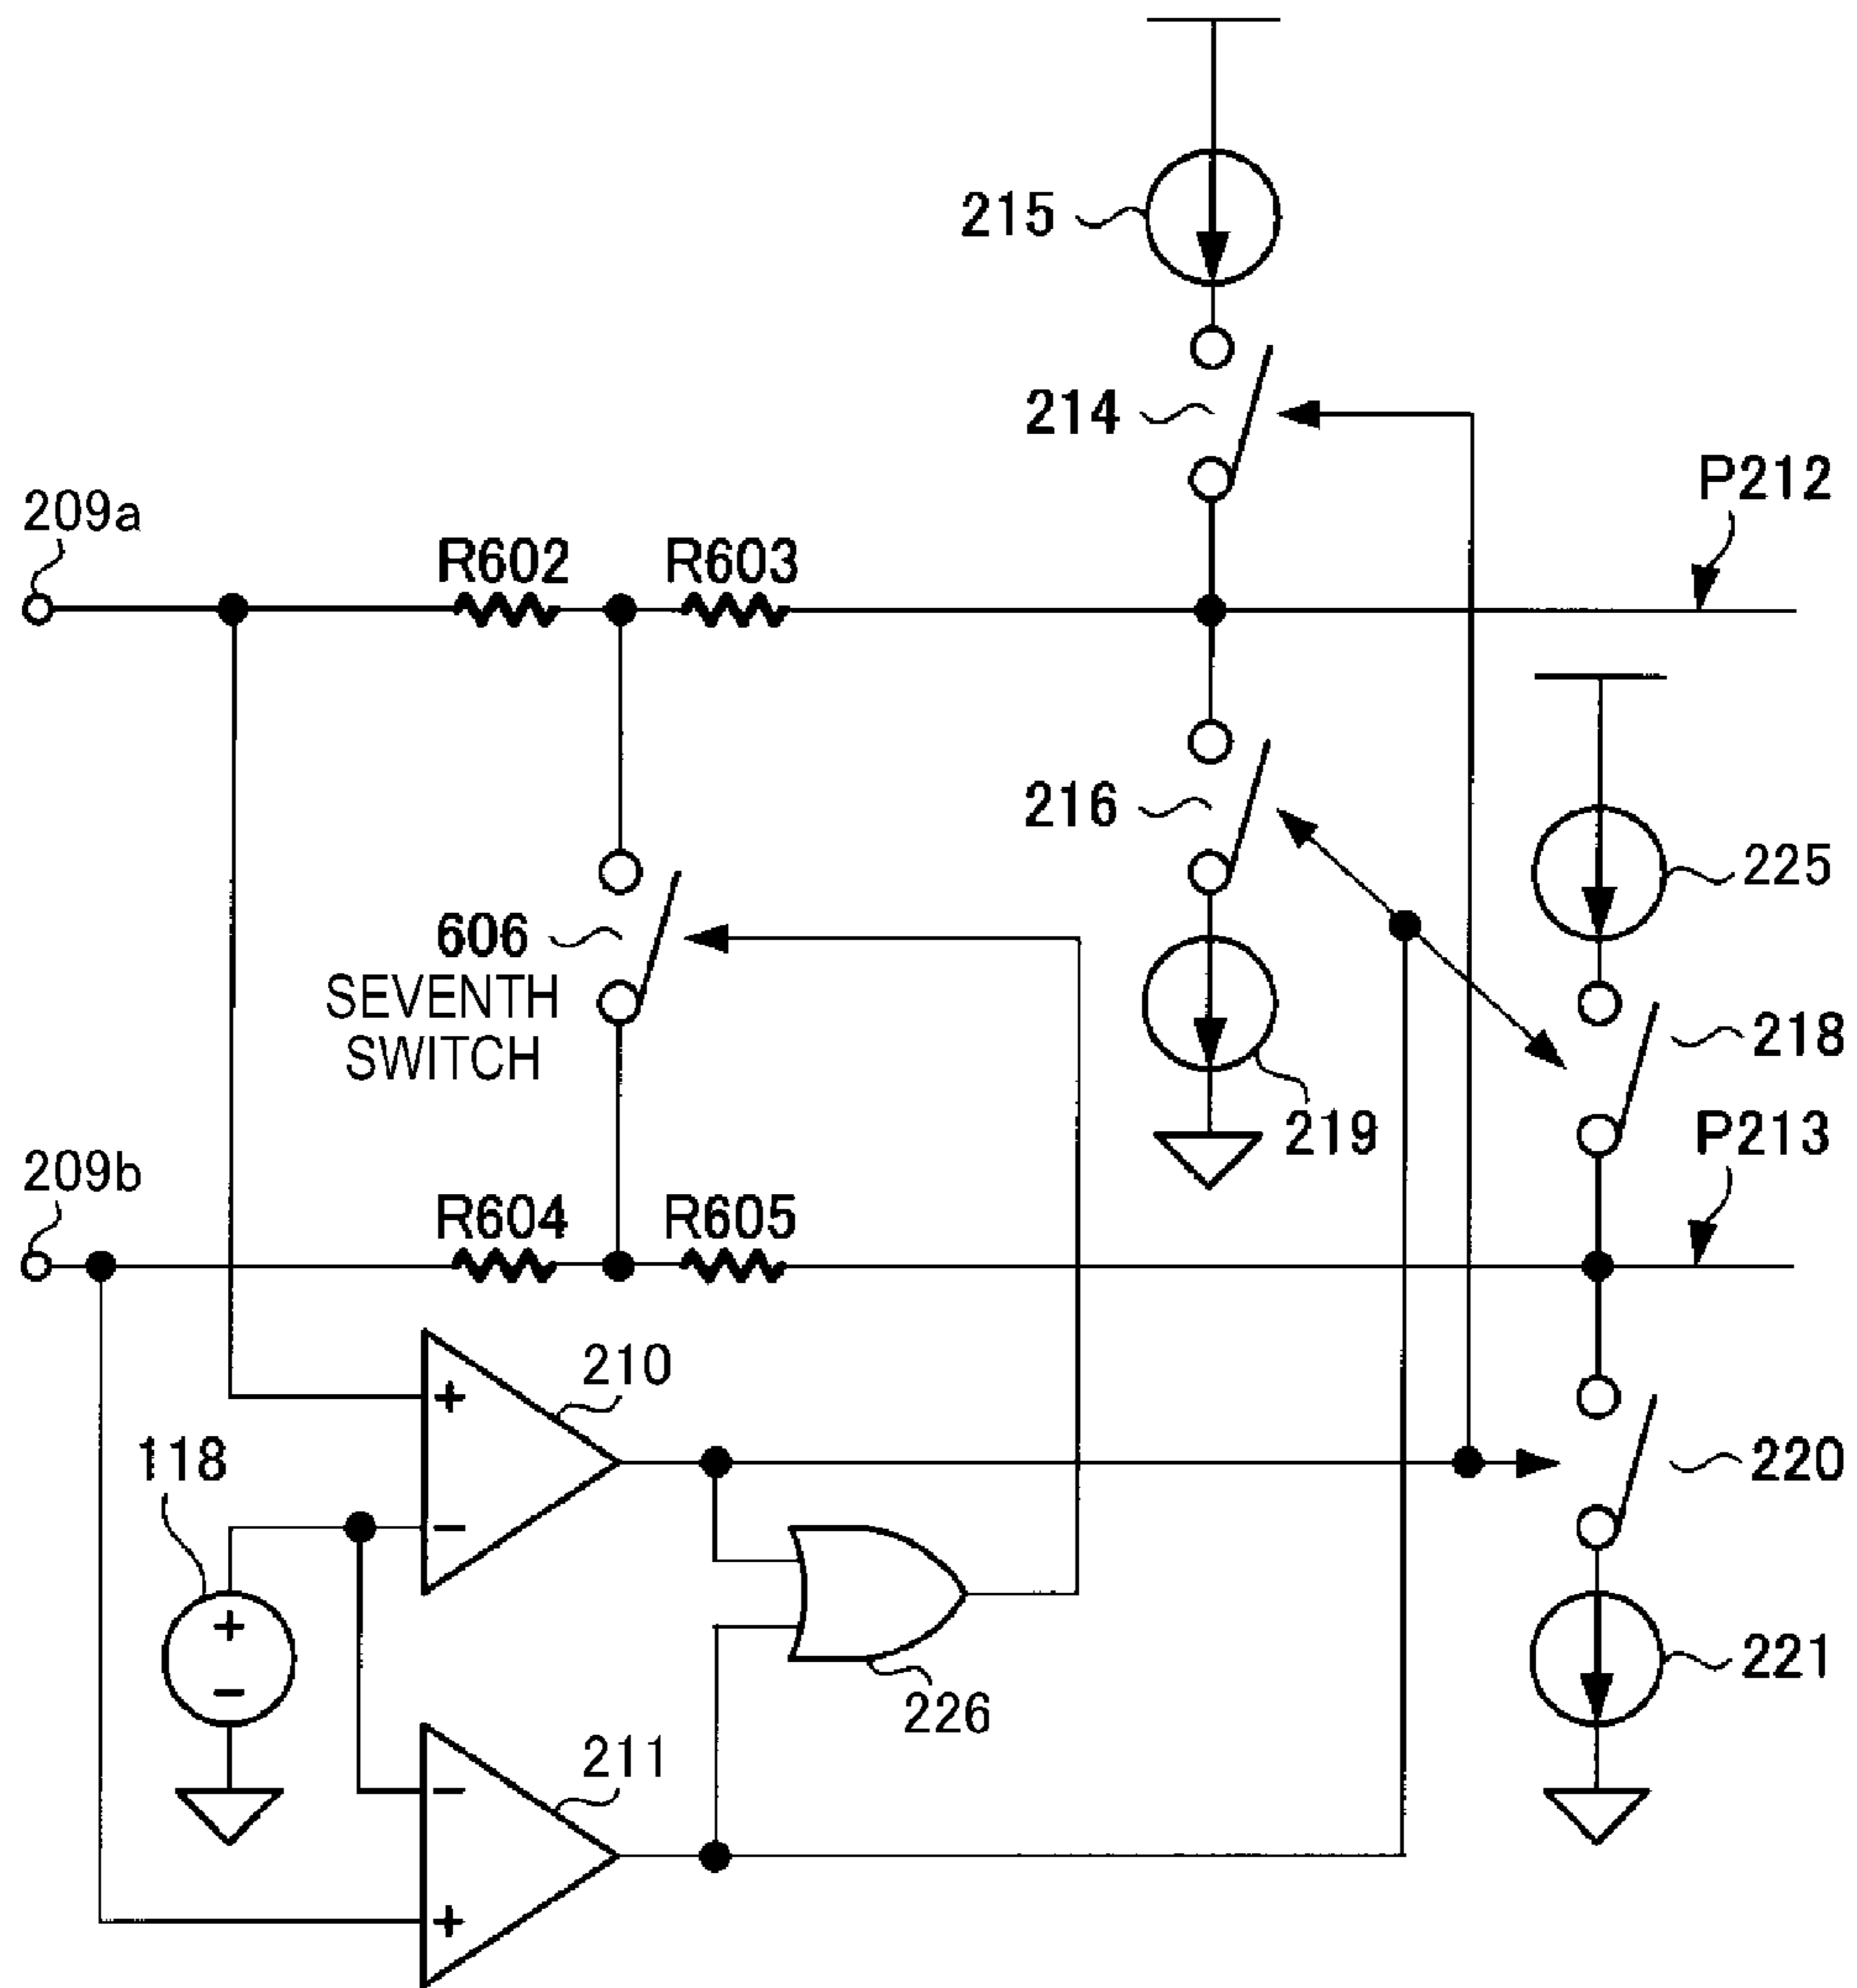 215
214
P212
209a
R602 R603
216
225
606
SEVENTH
SWITCH
218
219
P213
209b
R604 R605
210
+
118
220
−
+
−
221
226
211
−
+